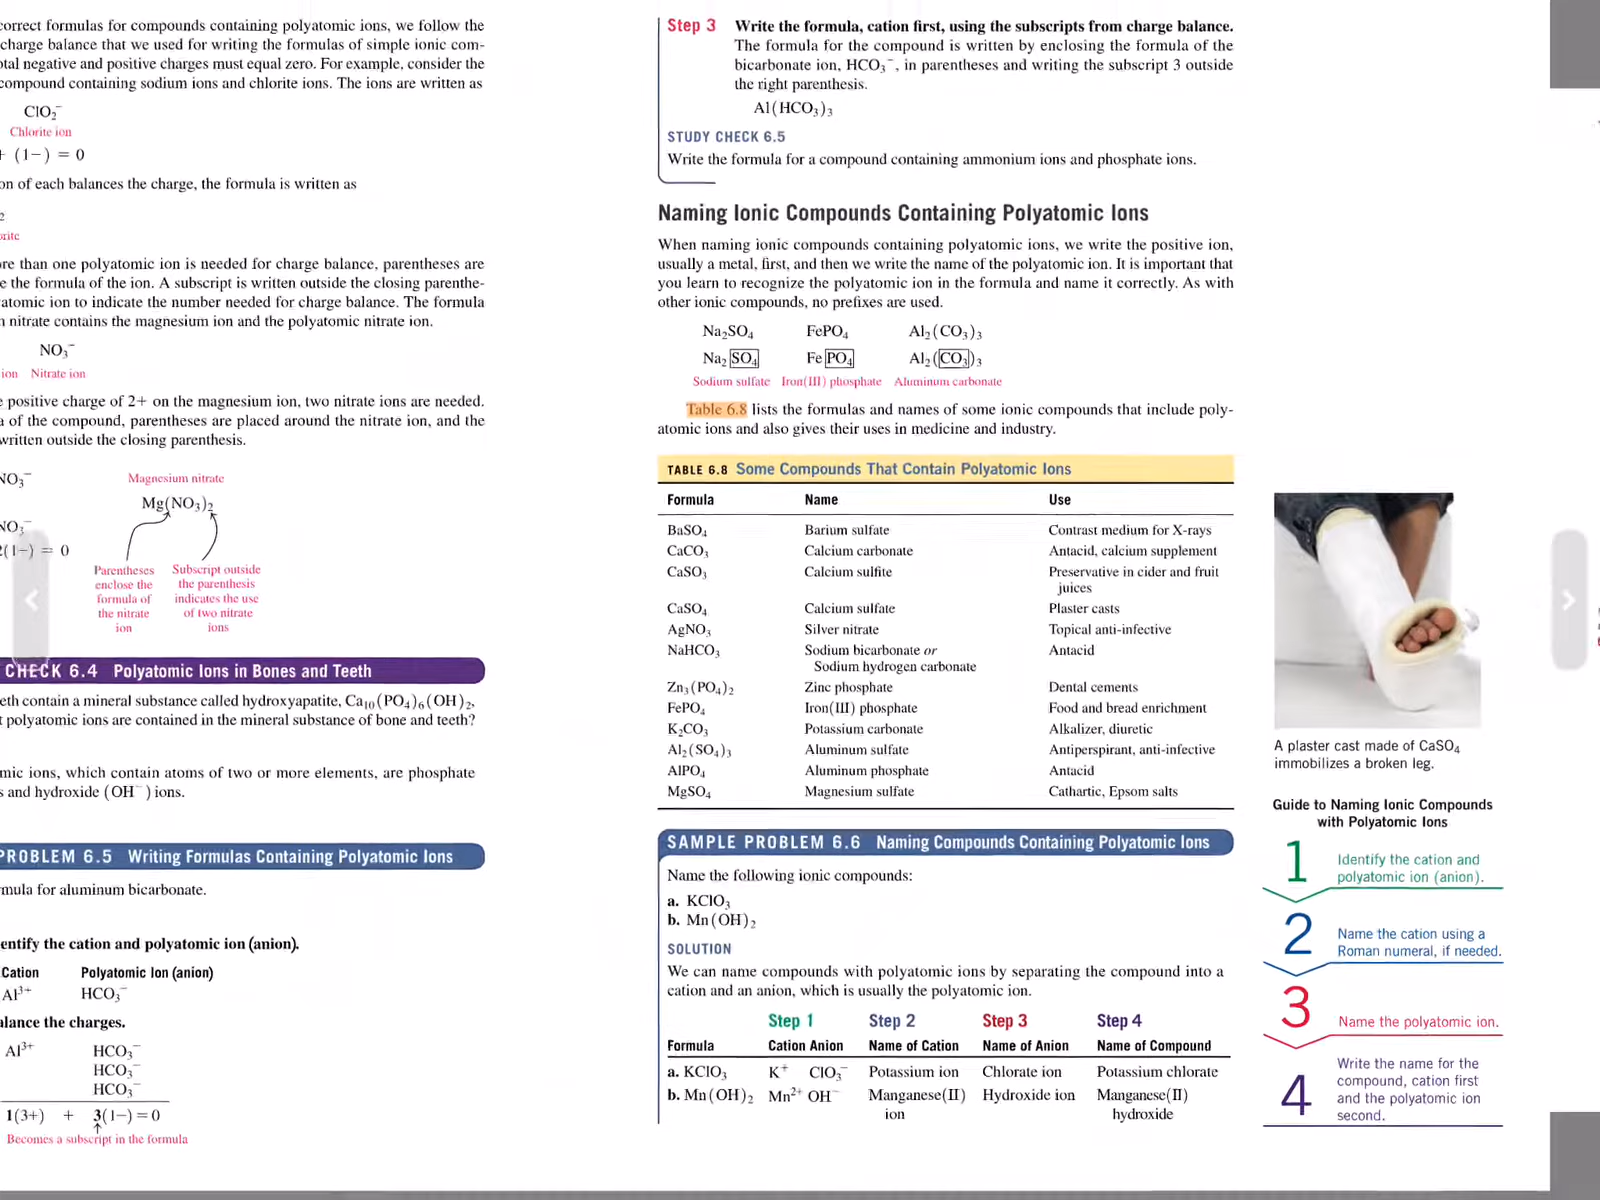 correct formulas for compounds containing polyatomic ions, we follow the
charge balance that we used for writing the formulas of simple ionic com-
otal negative and positive charges must equal zero. For example, consider the
compound containing sodium ions and chlorite ions. The ions are written as
ClO₂⁻
Chlorite ion
+ (1−) = 0
on of each balances the charge, the formula is written as
2
orite
ore than one polyatomic ion is needed for charge balance, parentheses are
e the formula of the ion. A subscript is written outside the closing parenthe-
atomic ion to indicate the number needed for charge balance. The formula
n nitrate contains the magnesium ion and the polyatomic nitrate ion.
NO₃⁻
ion Nitrate ion
e positive charge of 2+ on the magnesium ion, two nitrate ions are needed.
a of the compound, parentheses are placed around the nitrate ion, and the
written outside the closing parenthesis.
NO₃⁻ Magnesium nitrate
Mg(NO₃)₂
NO₃⁻
2(1−) = 0
Parentheses enclose the formula of the nitrate ion
Subscript outside the parenthesis indicates the use of two nitrate ions
CHECK 6.4 Polyatomic Ions in Bones and Teeth
eeth contain a mineral substance called hydroxyapatite, Ca₁₀(PO₄)₆(OH)₂,
t polyatomic ions are contained in the mineral substance of bone and teeth?
mic ions, which contain atoms of two or more elements, are phosphate
s and hydroxide (OH⁻) ions.
PROBLEM 6.5 Writing Formulas Containing Polyatomic Ions
rmula for aluminum bicarbonate.
entify the cation and polyatomic ion (anion).
Cation Polyatomic Ion (anion)
Al³⁺ HCO₃⁻
alance the charges.
Al³⁺ HCO₃⁻
HCO₃⁻
HCO₃⁻
1(3+) + 3(1−) = 0
Becomes a subscript in the formula
Step 3 Write the formula, cation first, using the subscripts from charge balance.
The formula for the compound is written by enclosing the formula of the
bicarbonate ion, HCO₃⁻, in parentheses and writing the subscript 3 outside
the right parenthesis.
Al(HCO₃)₃
STUDY CHECK 6.5
Write the formula for a compound containing ammonium ions and phosphate ions.
Naming Ionic Compounds Containing Polyatomic Ions
When naming ionic compounds containing polyatomic ions, we write the positive ion,
usually a metal, first, and then we write the name of the polyatomic ion. It is important that
you learn to recognize the polyatomic ion in the formula and name it correctly. As with
other ionic compounds, no prefixes are used.
Na₂SO₄ FePO₄ Al₂(CO₃)₃
Na₂ SO₄ Fe PO₄ Al₂(CO₃)₃
Sodium sulfate Iron(III) phosphate Aluminum carbonate
Table 6.8 lists the formulas and names of some ionic compounds that include poly-
atomic ions and also gives their uses in medicine and industry.
TABLE 6.8 Some Compounds That Contain Polyatomic Ions
Formula Name Use
BaSO₄ Barium sulfate Contrast medium for X-rays
CaCO₃ Calcium carbonate Antacid, calcium supplement
CaSO₃ Calcium sulfite Preservative in cider and fruit
juices
CaSO₄ Calcium sulfate Plaster casts
AgNO₃ Silver nitrate Topical anti-infective
NaHCO₃ Sodium bicarbonate or Antacid
Sodium hydrogen carbonate
Zn₃(PO₄)₂ Zinc phosphate Dental cements
FePO₄ Iron(III) phosphate Food and bread enrichment
K₂CO₃ Potassium carbonate Alkalizer, diuretic
Al₂(SO₄)₃ Aluminum sulfate Antiperspirant, anti-infective
AlPO₄ Aluminum phosphate Antacid
MgSO₄ Magnesium sulfate Cathartic, Epsom salts
SAMPLE PROBLEM 6.6 Naming Compounds Containing Polyatomic Ions
Name the following ionic compounds:
a. KClO₃
b. Mn(OH)₂
SOLUTION
We can name compounds with polyatomic ions by separating the compound into a
cation and an anion, which is usually the polyatomic ion.
Step 1 Step 2 Step 3 Step 4
Formula Cation Anion Name of Cation Name of Anion Name of Compound
a. KClO₃ K⁺ ClO₃⁻ Potassium ion Chlorate ion Potassium chlorate
b. Mn(OH)₂ Mn²⁺ OH⁻ Manganese(II) Hydroxide ion Manganese(II)
ion hydroxide
A plaster cast made of CaSO₄
immobilizes a broken leg.
Guide to Naming Ionic Compounds
with Polyatomic Ions
1 Identify the cation and
polyatomic ion (anion).
2 Name the cation using a
Roman numeral, if needed.
3 Name the polyatomic ion.
4 Write the name for the
compound, cation first
and the polyatomic ion
second.